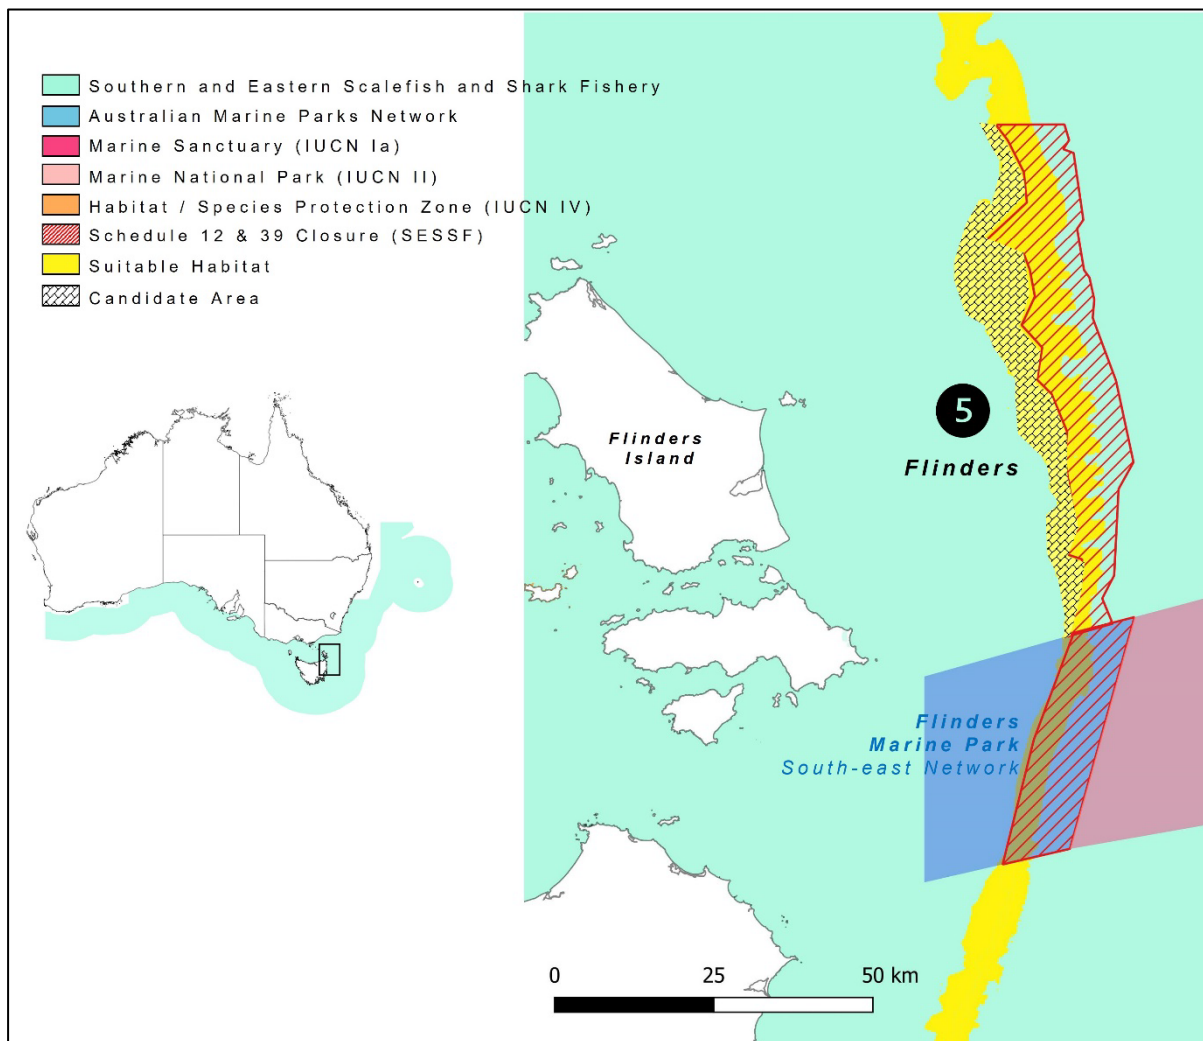 Southern and Eastern Scalefish and Shark Fishery
Australian Marine Parks Network
Marine Sanctuary (IUCN Ia)
Marine National Park (IUCN II)
Habitat / Species Protection Zone (IUCN IV)
Schedule 12 & 39 Closure (SESSF)
Suitable Habitat
Candidate Area
Flinders
Island
5
Flinders
Flinders
Marine Park
South-east Network
0 25 50 km